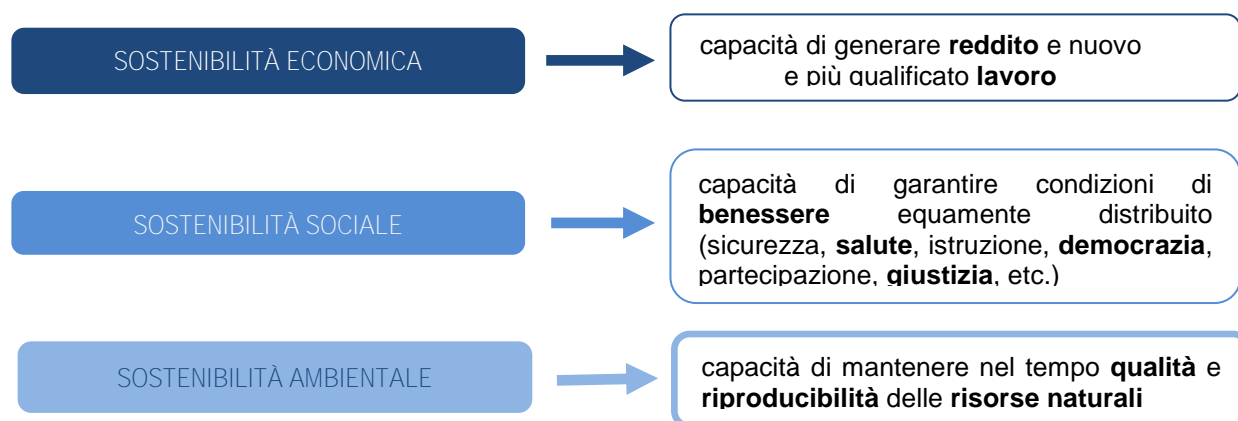 SOSTENIBILITÀ ECONOMICA
capacità di generare reddito e nuovo
e più qualificato lavoro
SOSTENIBILITÀ SOCIALE
capacità di garantire condizioni di
benessere equamente distribuito
(sicurezza, salute, istruzione, democrazia,
partecipazione, giustizia, etc.)
SOSTENIBILITÀ AMBIENTALE
capacità di mantenere nel tempo qualità e
riproducibilità delle risorse naturali